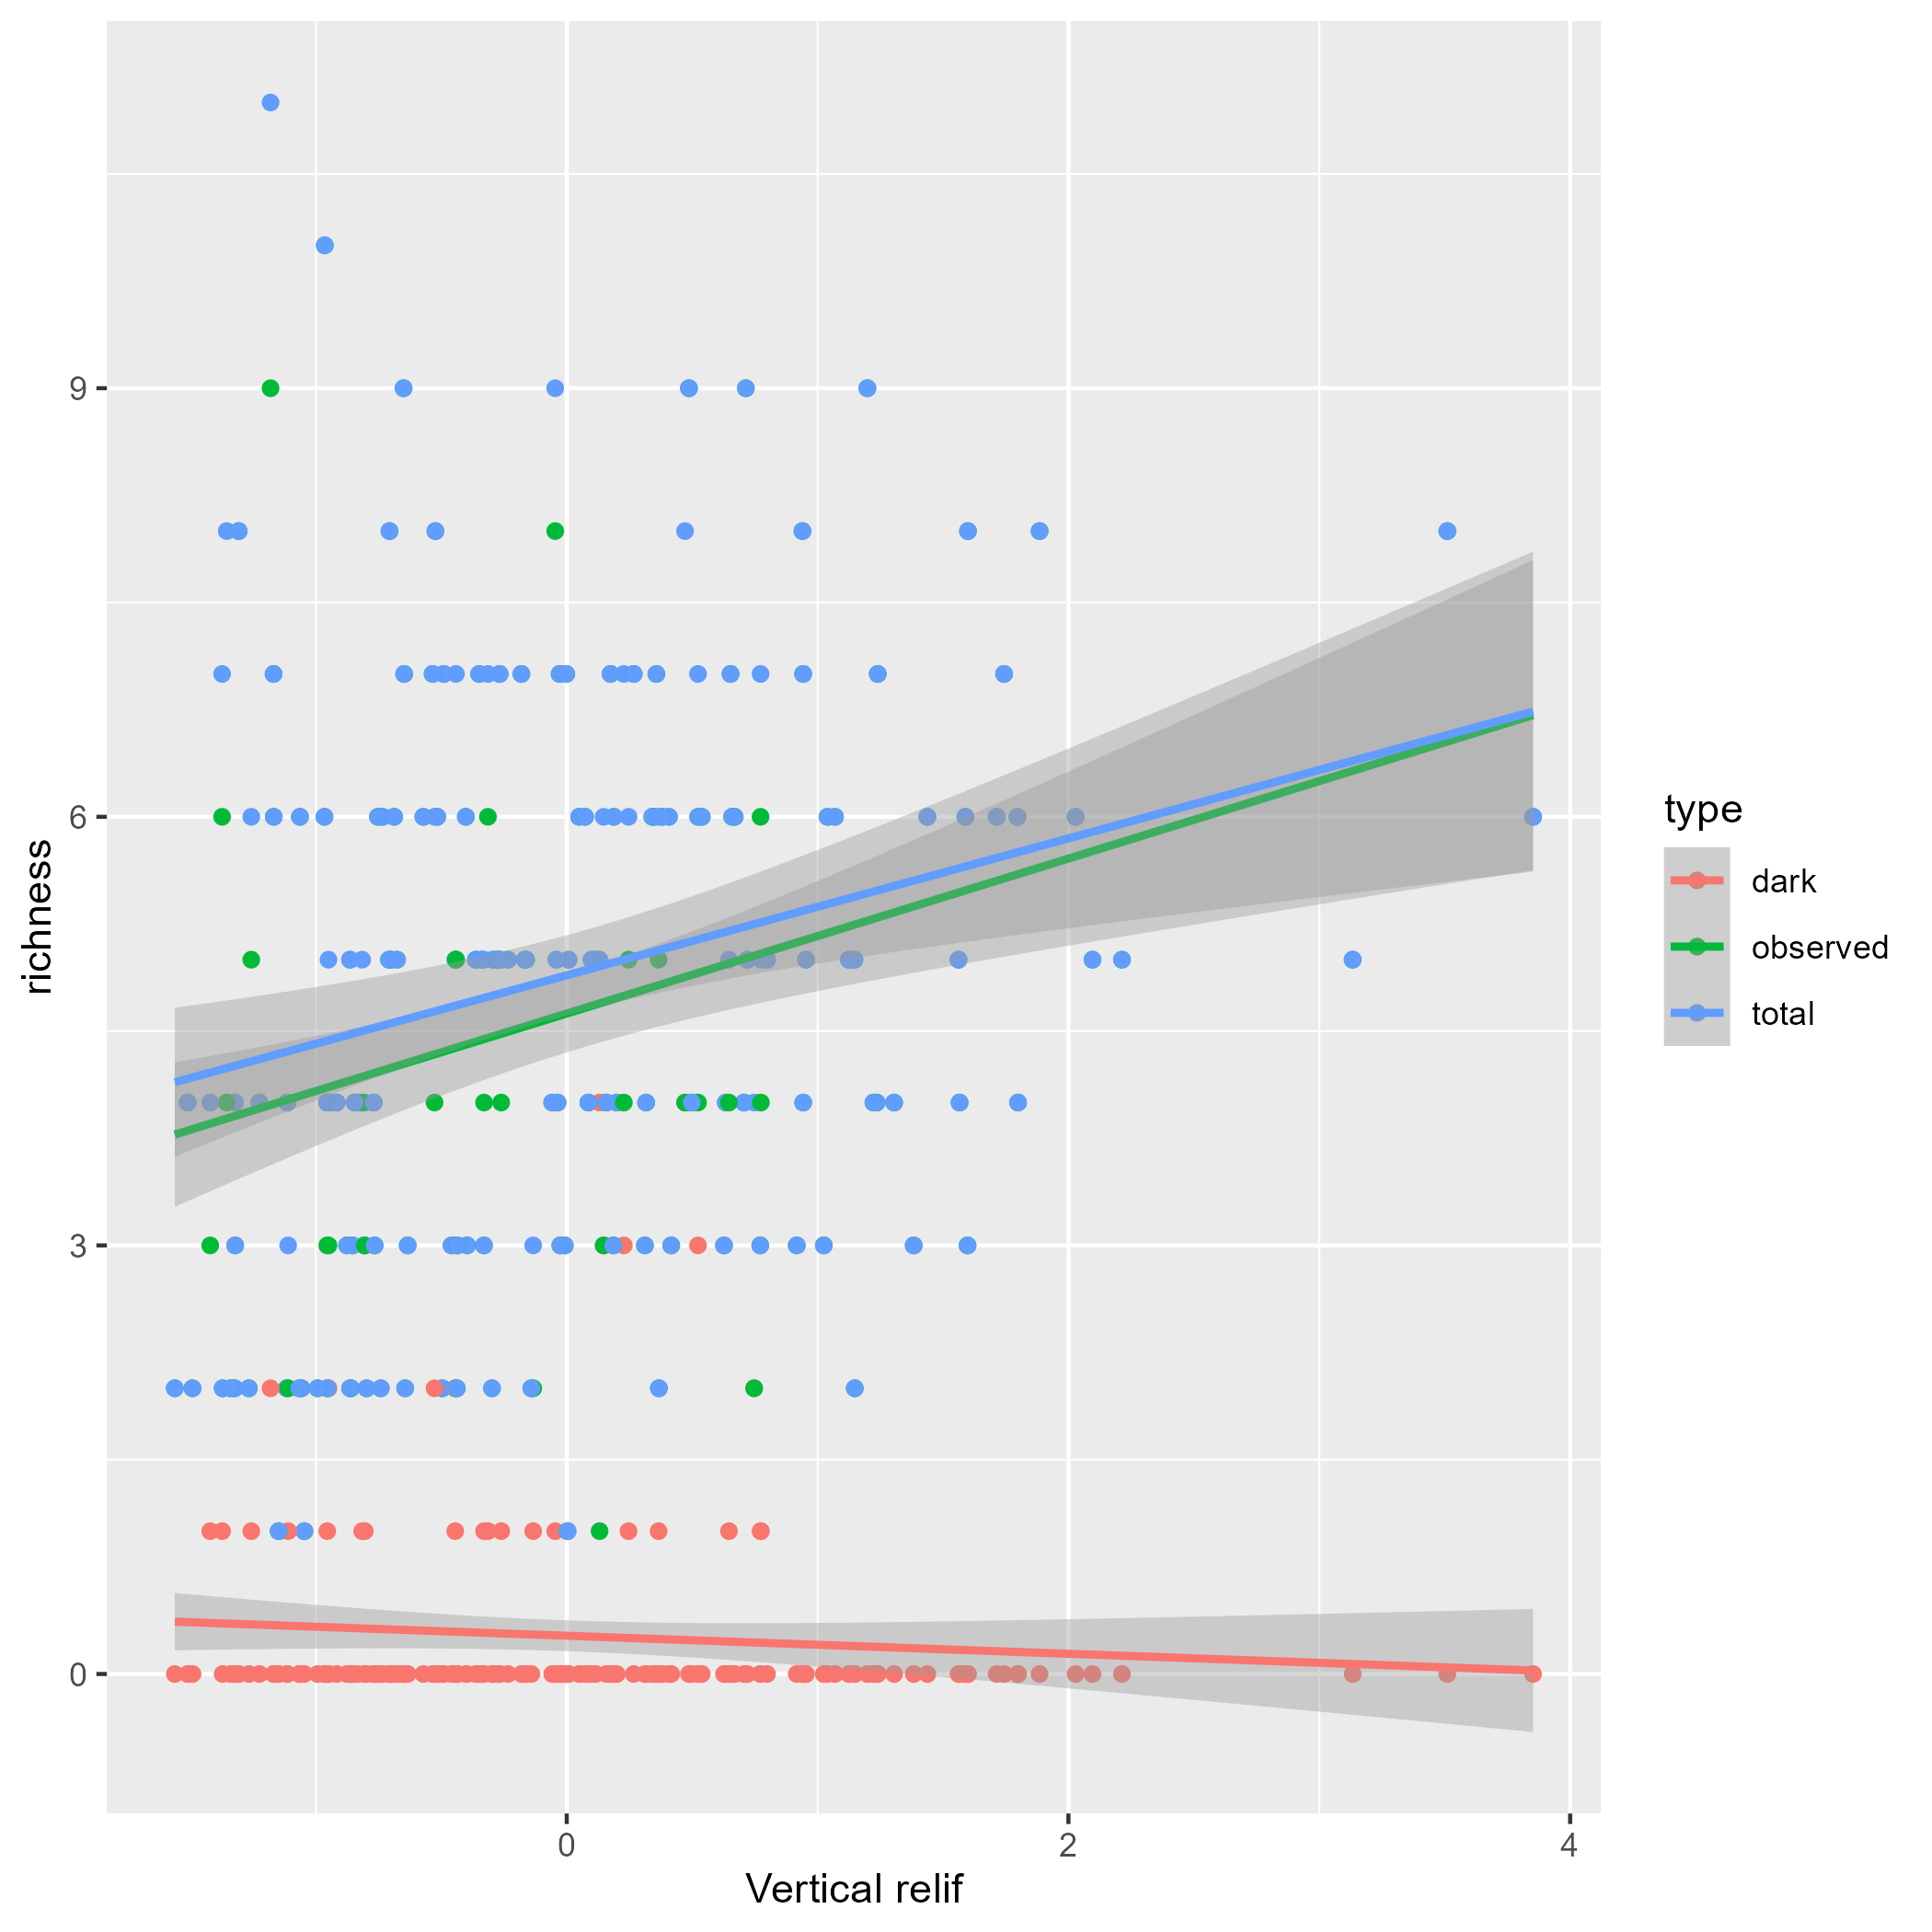 9
6
3
0
richness
0
2
4
Vertical relif
type
dark
observed
total